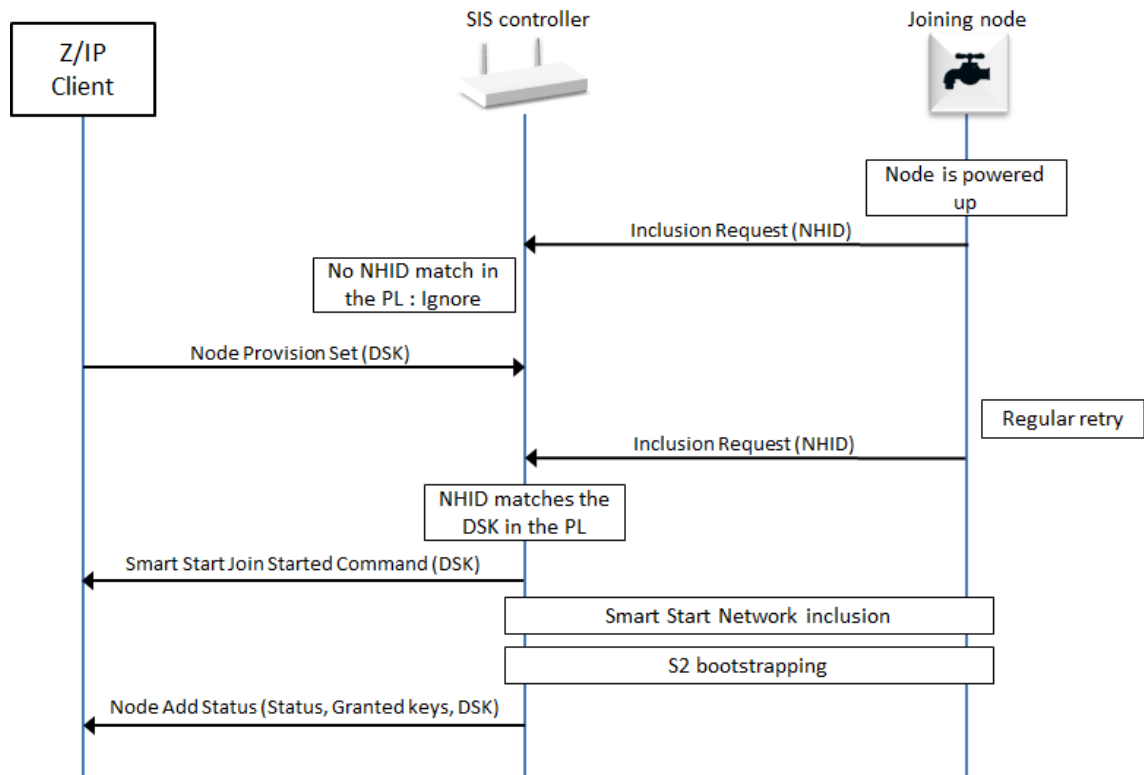 SIS controller
Joining node
Z/IP
Client
Node is powered
up
Inclusion Request (NHID)
No NHID match in
the PL : Ignore
Node Provision Set (DSK)
Regular retry
Inclusion Request (NHID)
NHID matches the
DSK in the PL
Smart Start Join Started Command (DSK)
Smart Start Network inclusion
S2 bootstrapping
Node Add Status (Status, Granted keys, DSK)